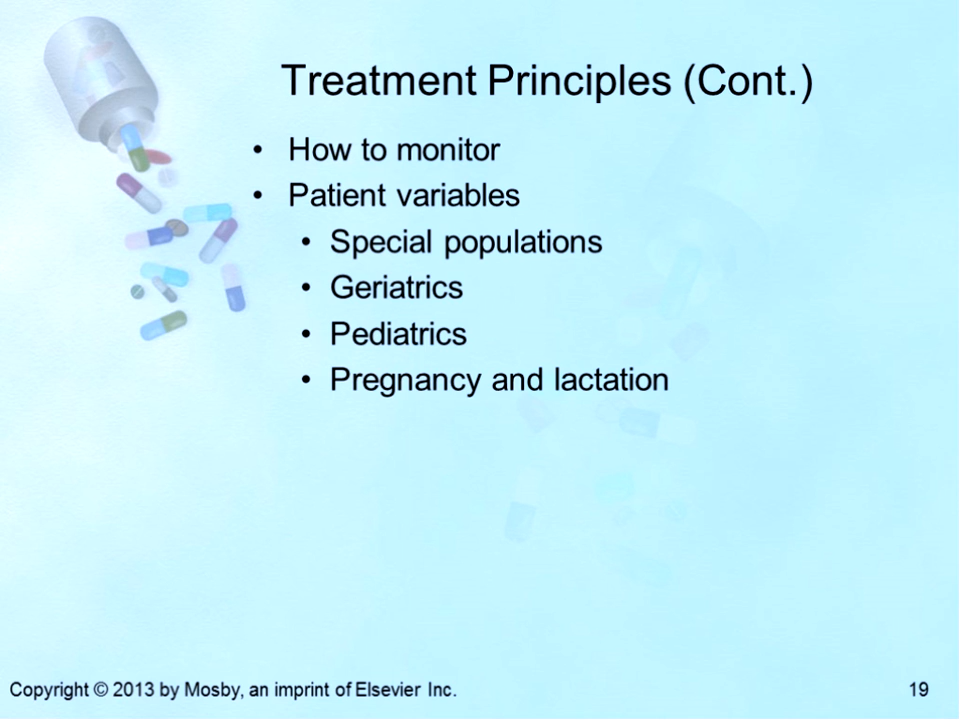 Treatment Principles (Cont.)
• How to monitor
• Patient variables
• Special populations
• Geriatrics
• Pediatrics
• Pregnancy and lactation
Copyright © 2013 by Mosby, an imprint of Elsevier Inc.
19